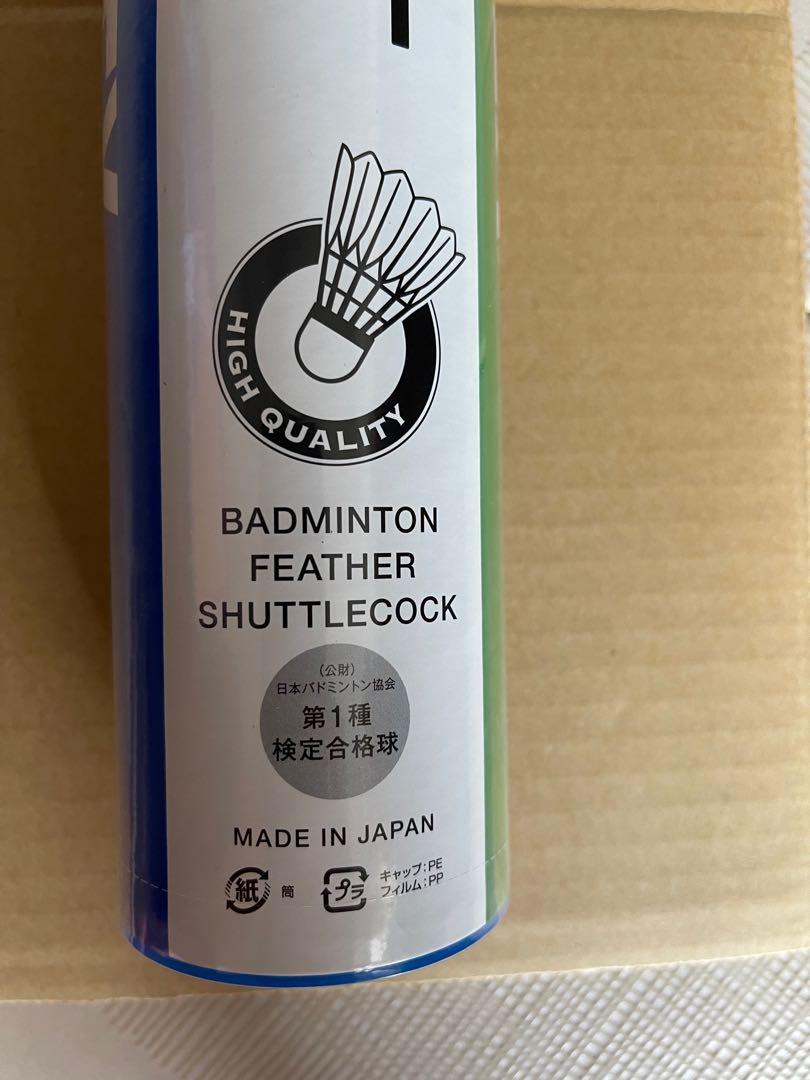 HIGH QUALITY
BADMINTON
FEATHER
SHUTTLECOCK
(公財)
日本バドミントン協会
第1種
検定合格球
MADE IN JAPAN
紙 筒 プラ キャップ:PE
フィルム:PP